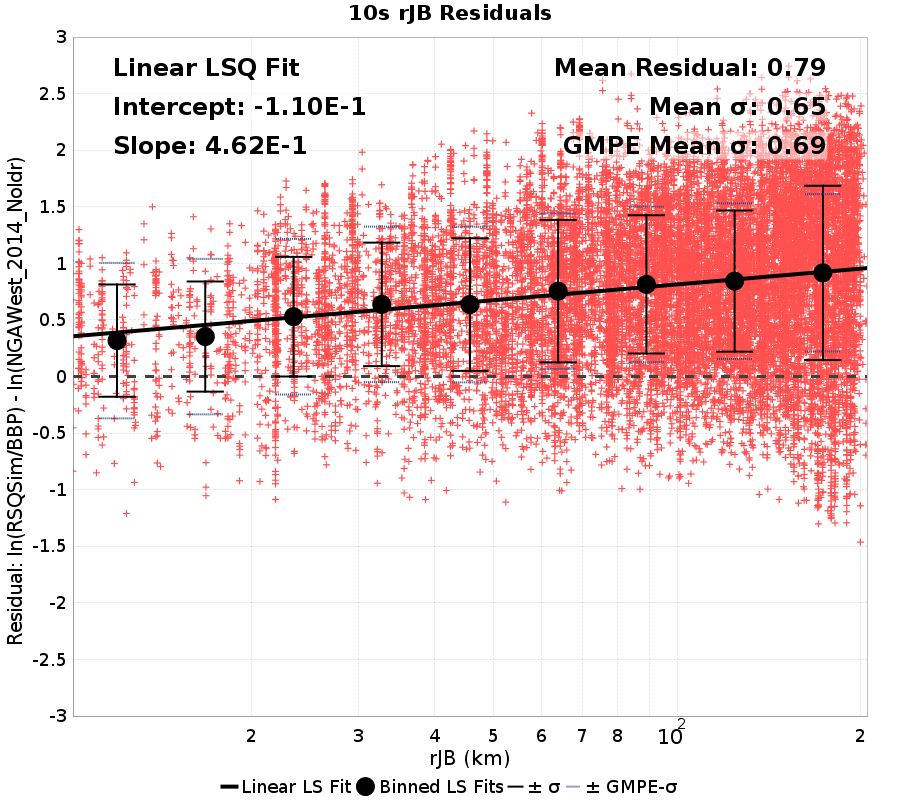 10s rJB Residuals
Linear LSQ Fit
Intercept: -1.10E-1
Slope: 4.62E-1
Mean Residual: 0.79
Mean σ: 0.65
GMPE Mean σ: 0.69
Residual: ln(RSQSim/BBP) - ln(NGAWest_2014_NoIdr)
3
2.5
2
1.5
1
0.5
0
-0.5
-1
-1.5
-2
-2.5
-3
2 3 4 5 6 7 8 10² 2
rJB (km)
Linear LS Fit Binned LS Fits ± σ ± GMPE-σ